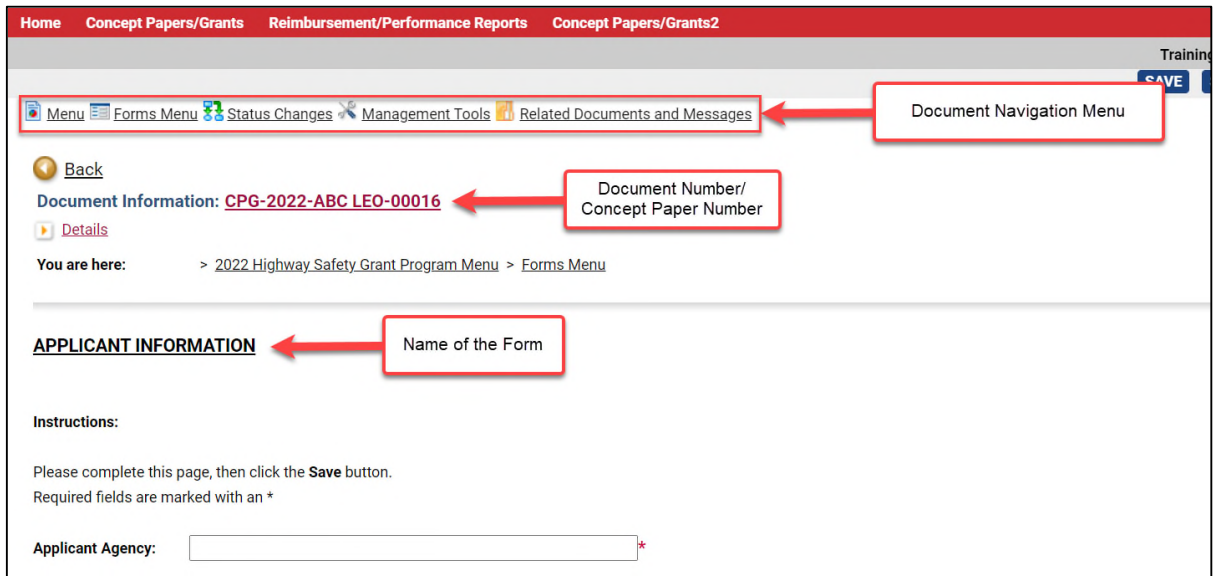 Home Concept Papers/Grants Reimbursement/Performance Reports Concept Papers/Grants2
Training
SAVE
Menu Forms Menu Status Changes Management Tools Related Documents and Messages
Document Navigation Menu
Back
Document Information: CPG-2022-ABC LEO-00016
Document Number/
Concept Paper Number
Details
You are here: > 2022 Highway Safety Grant Program Menu > Forms Menu
APPLICANT INFORMATION
Name of the Form
Instructions:
Please complete this page, then click the Save button.
Required fields are marked with an *
Applicant Agency: *